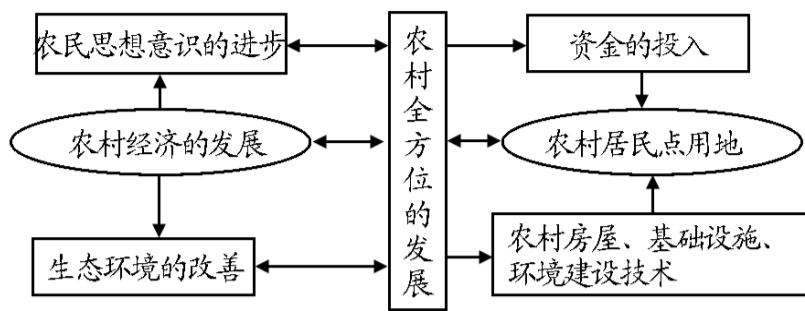 农民思想意识的进步
农村全方位的发展
资金的投入
农村经济的发展
农村居民点用地
生态环境的改善
农村房屋、基础设施、
环境建设技术